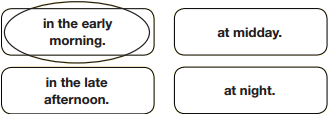 in the early
morning.
at midday.
in the late
afternoon.
at night.